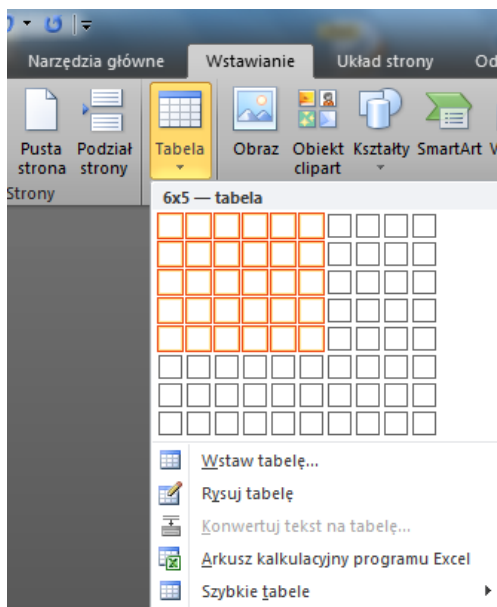 Narzędzia główne Wstawianie Układ strony Od
Pusta strona Podział strony Tabela Obraz Obiekt clipart Kształty SmartArt W
Strony
6x5 — tabela
Wstaw tabelę...
Rysuj tabelę
Konwertuj tekst na tabelę...
Arkusz kalkulacyjny programu Excel
Szybkie tabele